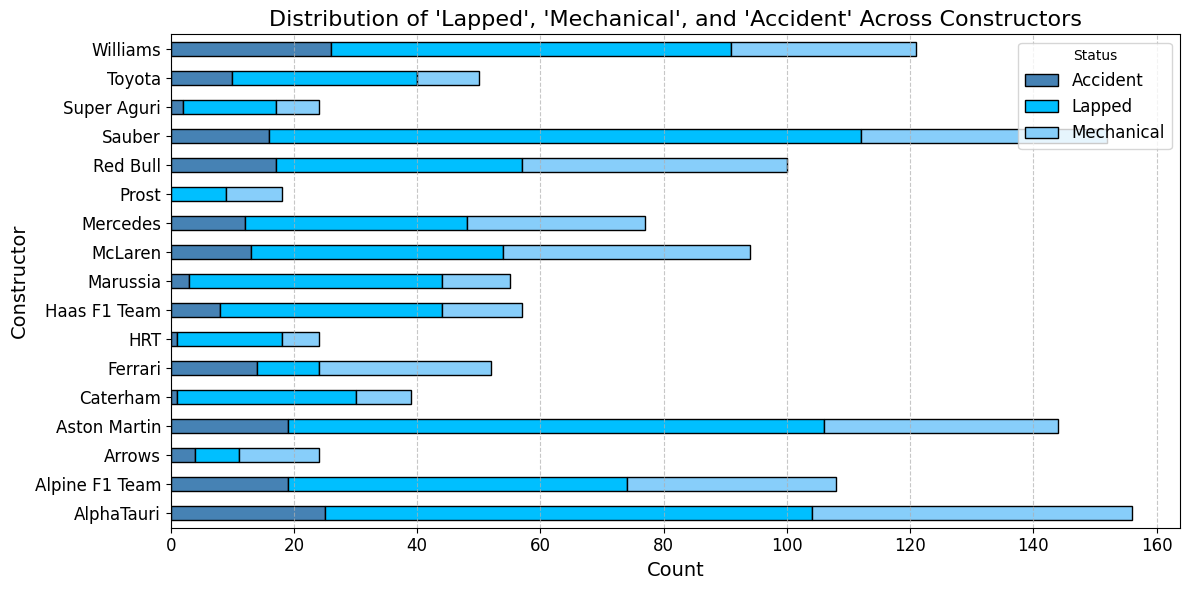 Distribution of 'Lapped', 'Mechanical', and 'Accident' Across Constructors
Constructor
Williams
Toyota
Super Aguri
Sauber
Red Bull
Prost
Mercedes
McLaren
Marussia
Haas F1 Team
HRT
Ferrari
Caterham
Aston Martin
Arrows
Alpine F1 Team
AlphaTauri
Status
Accident
Lapped
Mechanical
0 20 40 60 80 100 120 140 160
Count